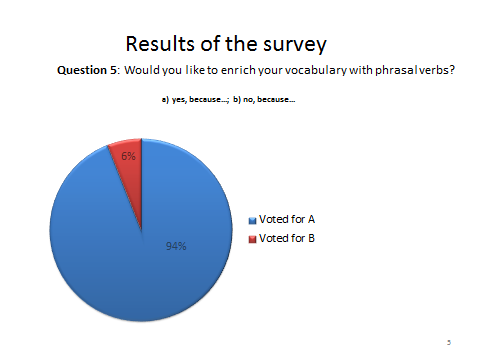 Results of the survey
Question 5: Would you like to enrich your vocabulary with phrasal verbs?
a) yes, because...; b) no, because...
6%
94%
Voted for A
Voted for B
5